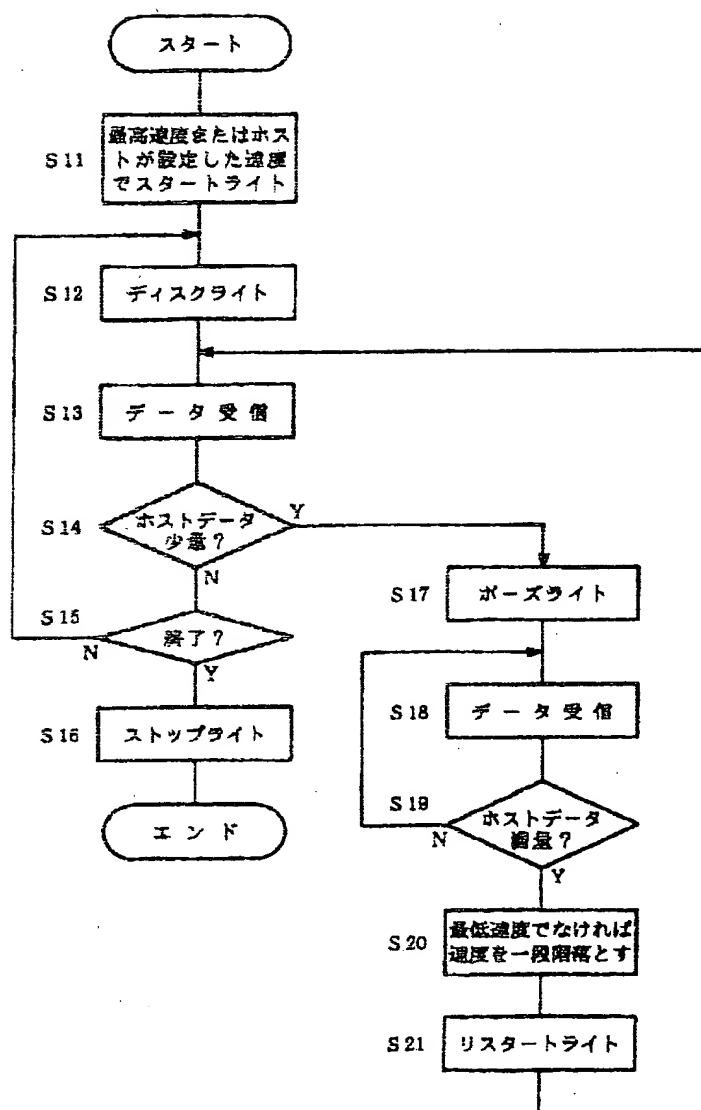 スタート
S11
最高速度またはホス
トが設定した速度
でスタートライト
S12
ディスクライト
S13
データ受信
S14
ホストデータ
少量?
Y
N
S15
終了?
N
Y
S16
ストップライト
エンド
S17
ポーズライト
S18
データ受信
S19
ホストデータ
満量?
N
Y
S20
最低速度でなければ
速度を一段階落とす
S21
リスタートライト